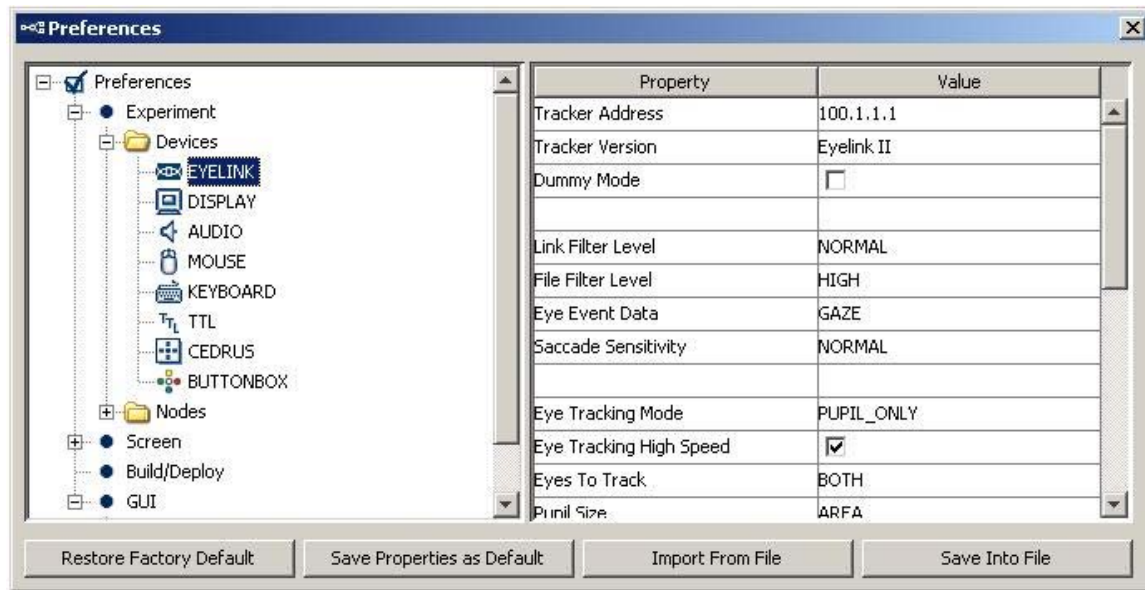 Preferences
Preferences
Experiment
Devices
EYELINK
DISPLAY
AUDIO
MOUSE
KEYBOARD
TTL
CEDRUS
BUTTONBOX
Nodes
Screen
Build/Deploy
GUI
Property Value
Tracker Address 100.1.1.1
Tracker Version Eyelink II
Dummy Mode
Link Filter Level NORMAL
File Filter Level HIGH
Eye Event Data GAZE
Saccade Sensitivity NORMAL
Eye Tracking Mode PUPIL_ONLY
Eye Tracking High Speed
Eyes To Track BOTH
Pupil Size AREA
Restore Factory Default Save Properties as Default Import From File Save Into File